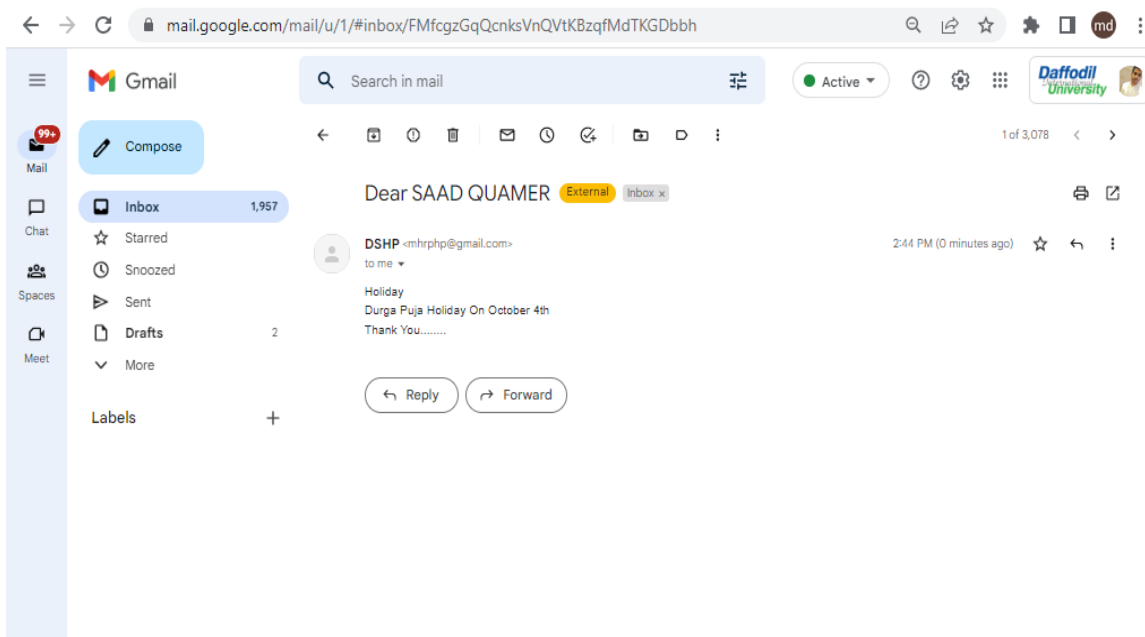 mail.google.com/mail/u/1/#inbox/FMfcgzGqQcnksVnQVtKBzqfMdTKGDbbh
md
Gmail
Search in mail
Active
Daffodil
International
University
99+
Mail
Compose
1 of 3,078
Dear SAAD QUAMER External Inbox x
Inbox 1,957
Chat
Starred
DSHP <mhrphp@gmail.com>
2:44 PM (0 minutes ago)
to me
Snoozed
Spaces
Holiday
Sent
Durga Puja Holiday On October 4th
Drafts 2
Thank You........
Meet
More
Reply
Forward
Labels